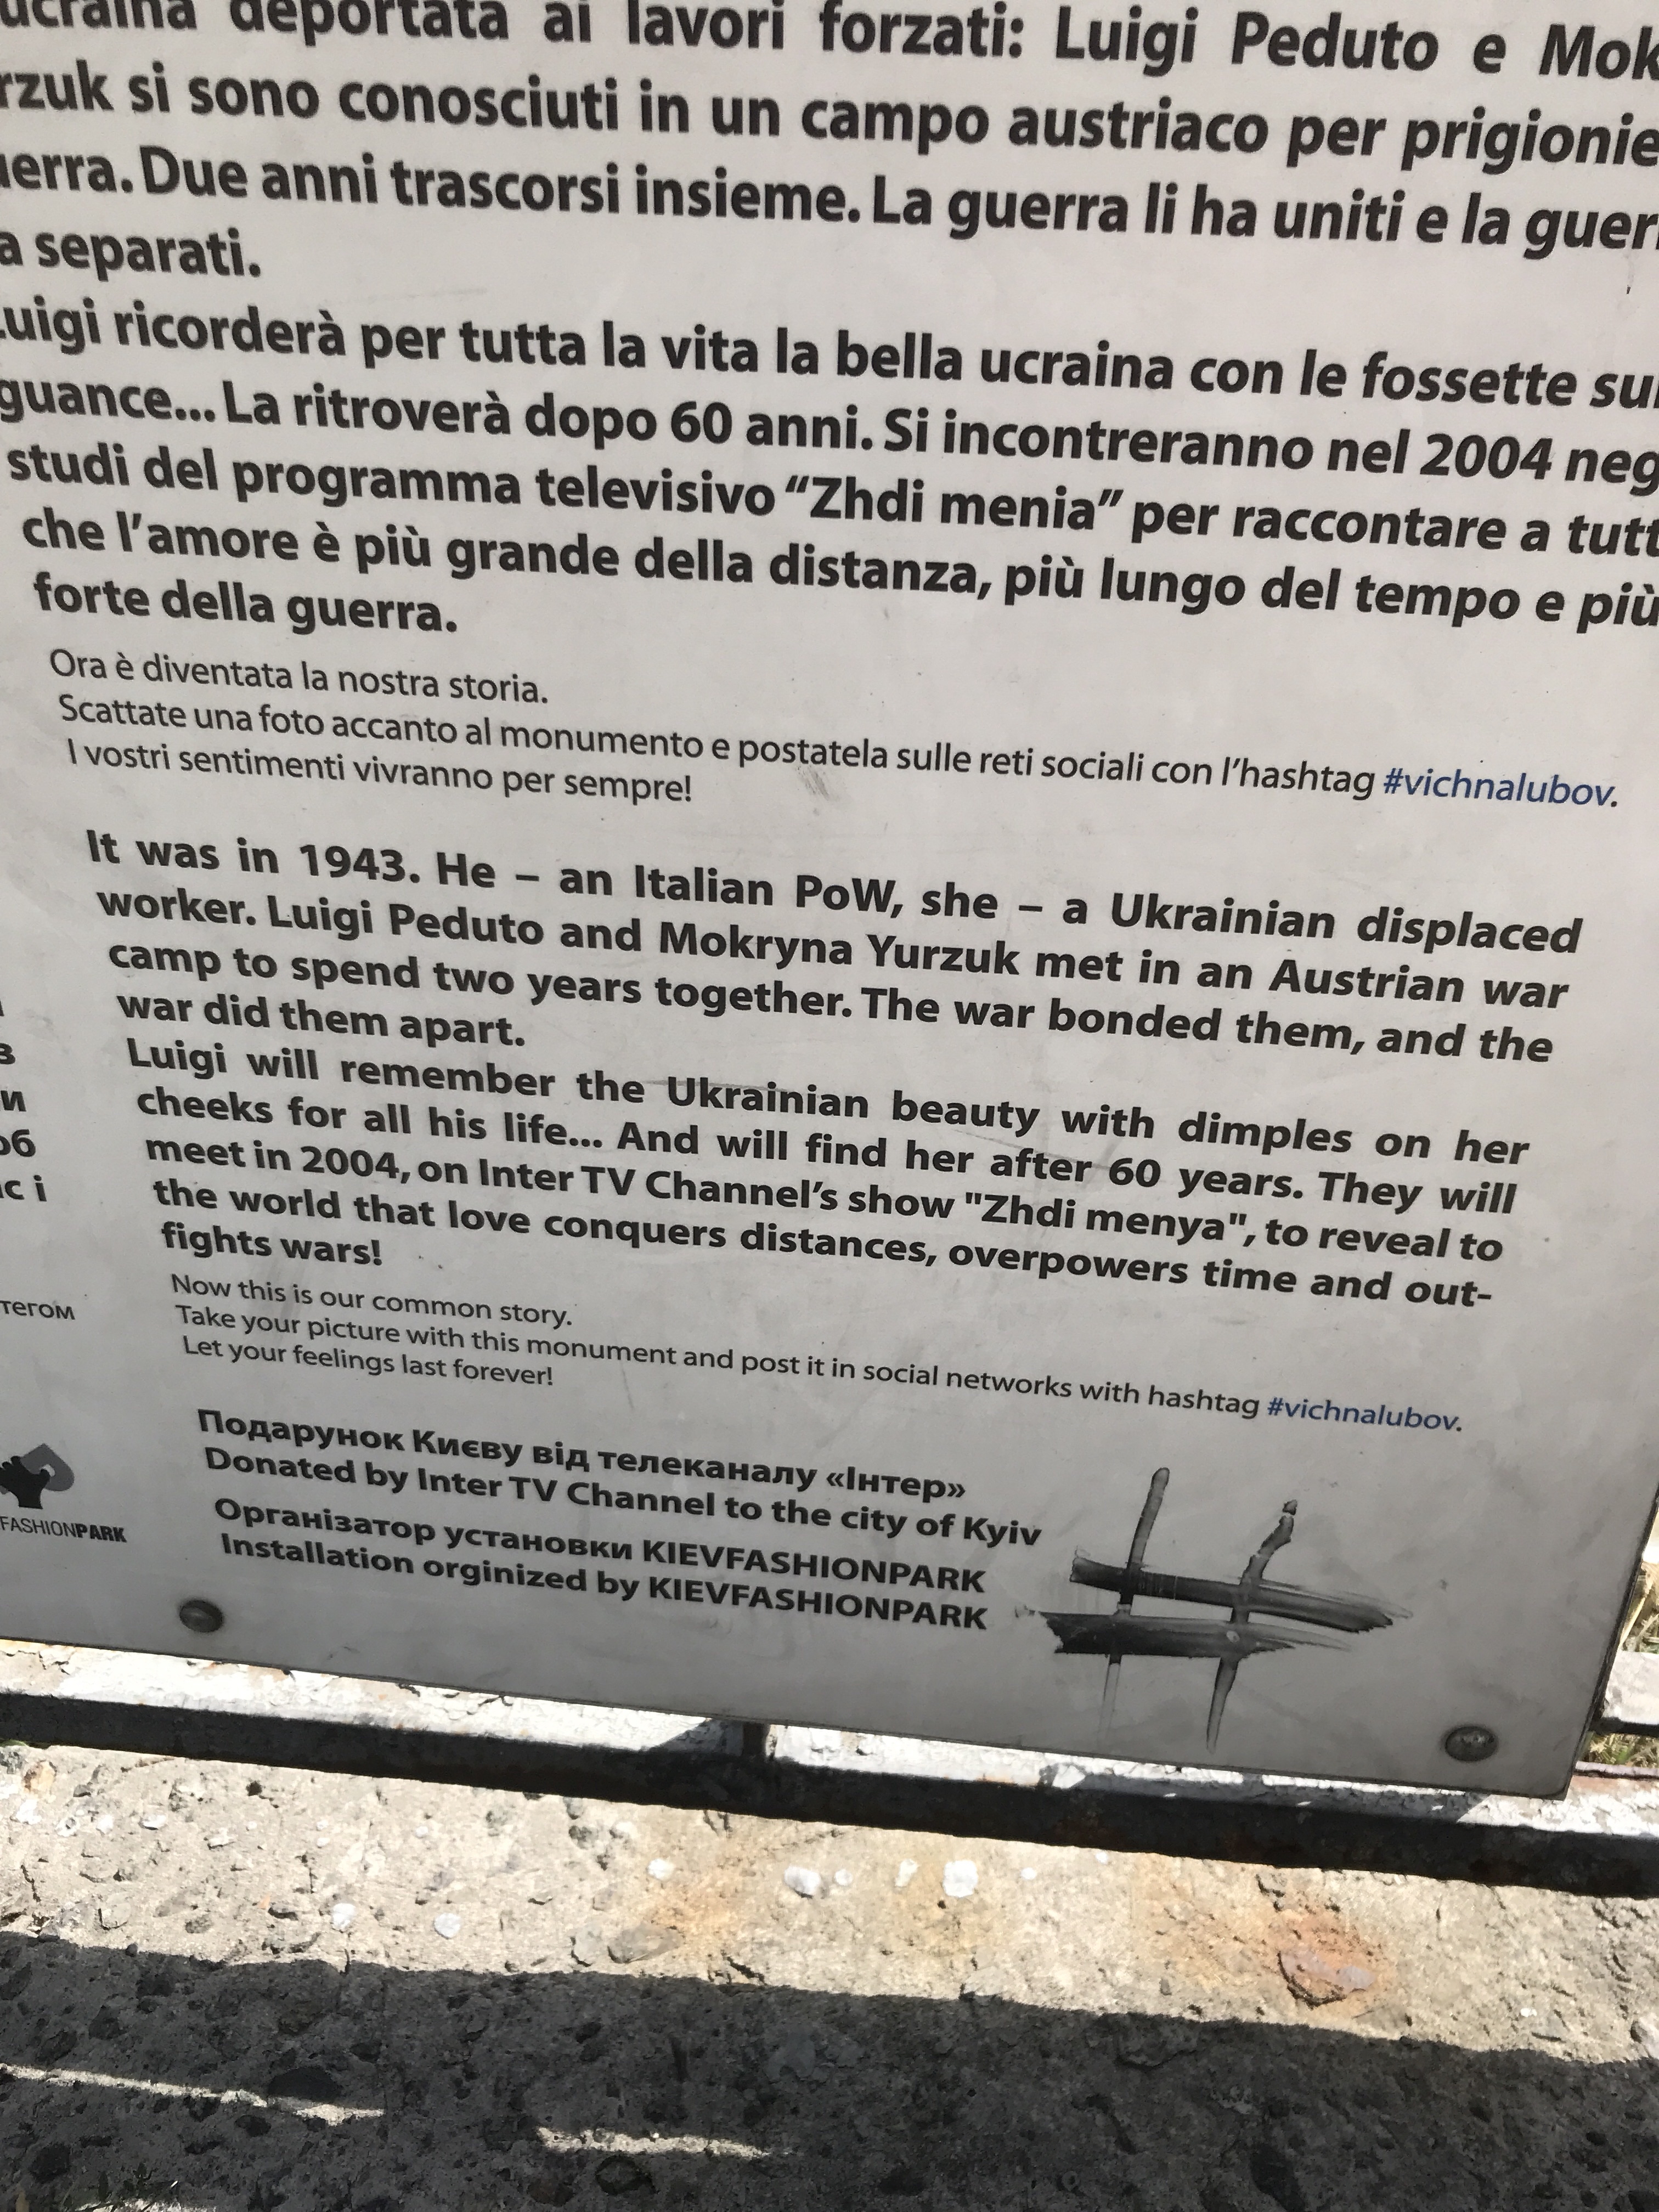 ucraina deportata ai lavori forzati: Luigi Peduto e Mok
rzuk si sono conosciuti in un campo austriaco per prigionie
uerra. Due anni trascorsi insieme. La guerra li ha uniti e la guer
a separati.
Luigi ricorderà per tutta la vita la bella ucraina con le fossette sul
guance... La ritroverà dopo 60 anni. Si incontreranno nel 2004 neg
studi del programma televisivo “Zhdi menia” per raccontare a tutt
che l’amore è più grande della distanza, più lungo del tempo e più
forte della guerra.
Ora è diventata la nostra storia.
Scattate una foto accanto al monumento e postatela sulle reti sociali con l’hashtag #vichnalubov.
I vostri sentimenti vivranno per sempre!
It was in 1943. He – an Italian PoW, she – a Ukrainian displaced
worker. Luigi Peduto and Mokryna Yurzuk met in an Austrian war
camp to spend two years together. The war bonded them, and the
war did them apart.
Luigi will remember the Ukrainian beauty with dimples on her
cheeks for all his life... And will find her after 60 years. They will
meet in 2004, on Inter TV Channel’s show "Zhdi menya", to reveal to
the world that love conquers distances, overpowers time and out-
fights wars!
Now this is our common story.
Take your picture with this monument and post it in social networks with hashtag #vichnalubov.
Let your feelings last forever!
з
и
об
ас і
тегом
FASHIONPARK
Подарунок Києву від телеканалу «Інтер»
Donated by Inter TV Channel to the city of Kyiv
Організатор установки KIEVFASHIONPARK
Installation orginized by KIEVFASHIONPARK